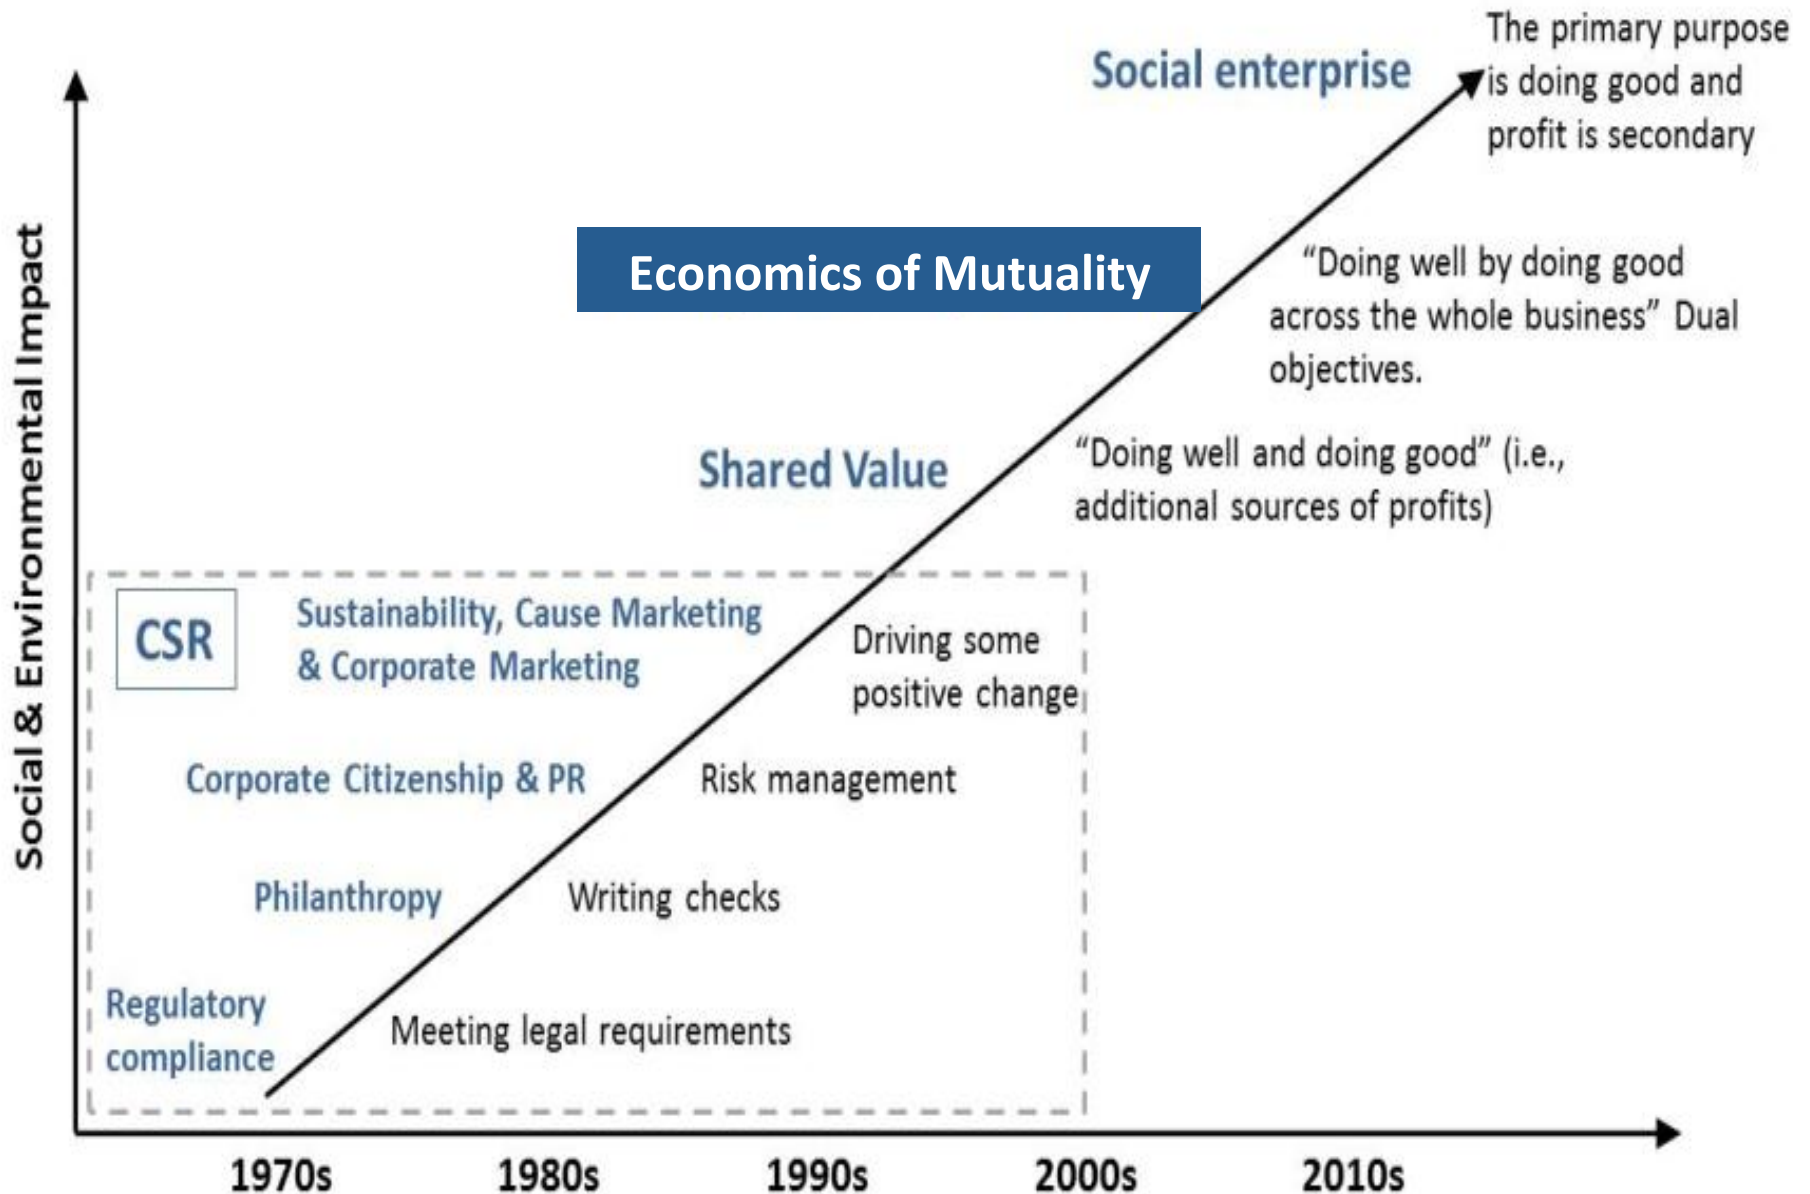 The primary purpose
Social enterprise
is doing good and
profit is secondary
Economics of Mutuality
“Doing well by doing good
across the whole business” Dual
objectives.
Shared Value
“Doing well and doing good” (i.e.,
additional sources of profits)
Social & Environmental Impact
CSR
Sustainability, Cause Marketing
& Corporate Marketing
Driving some
positive change
Corporate Citizenship & PR
Risk management
Philanthropy
Writing checks
Regulatory
compliance
Meeting legal requirements
1970s 1980s 1990s 2000s 2010s